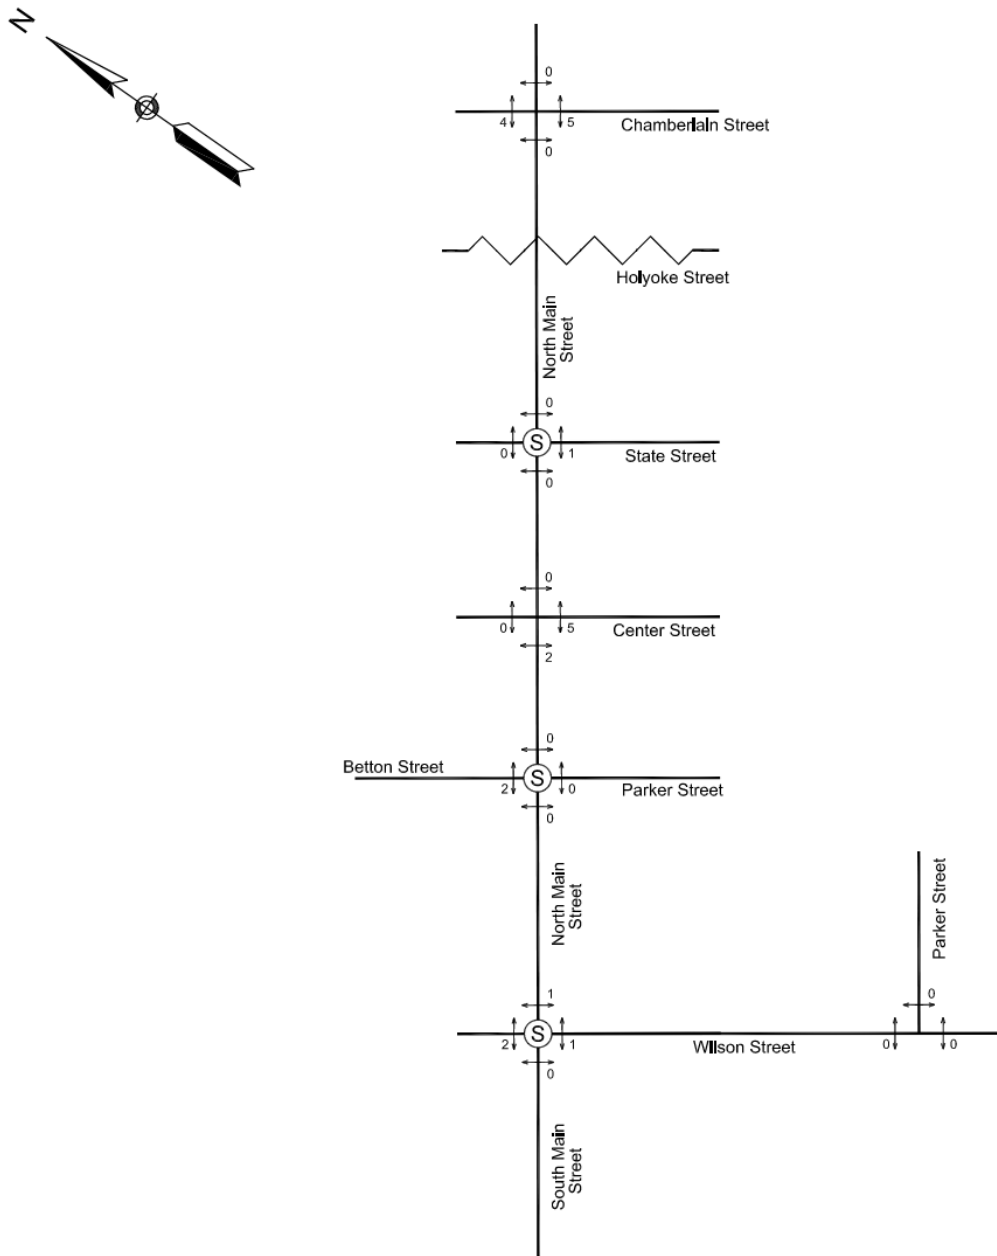 N
0
4
5
Chamberlain Street
0
Holyoke Street
North Main
Street
0
S
0
1
State Street
0
0
0
5
Center Street
2
0
Betton Street
S
2
0
Parker Street
0
North Main
Street
Parker Street
1
0
S
2
1
Wilson Street
0
0
0
South Main
Street